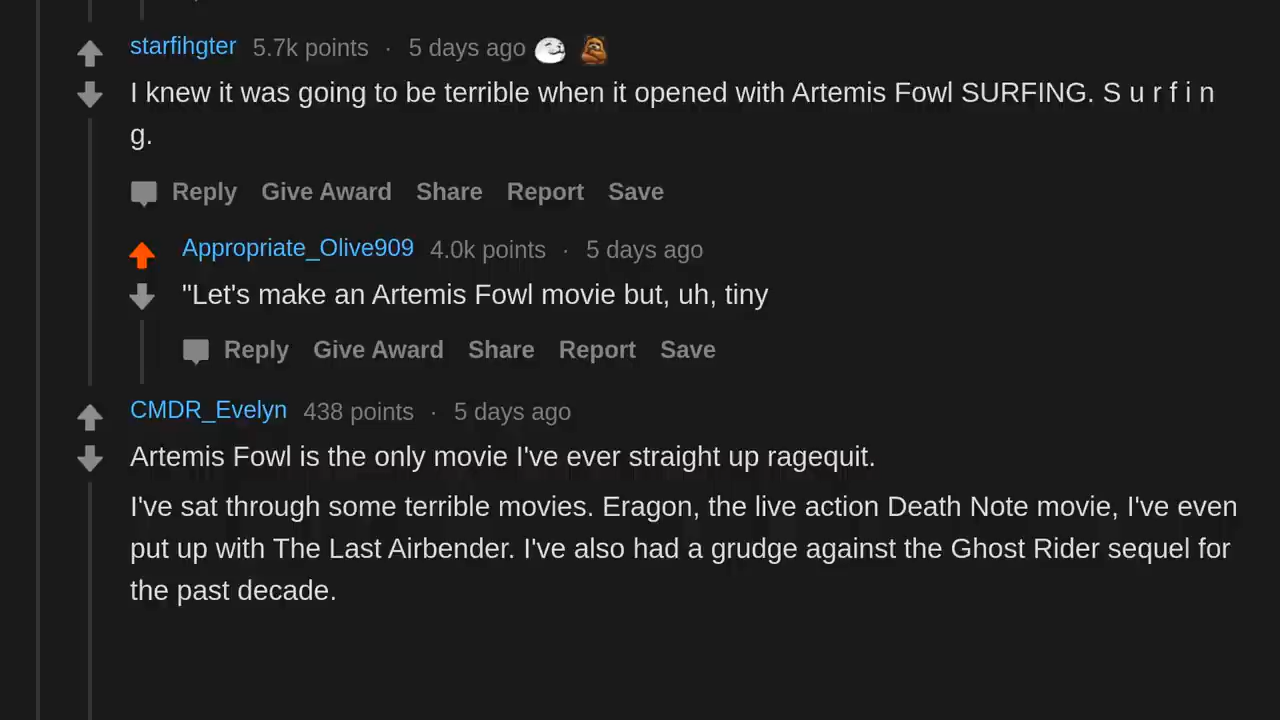 starfihgter 5.7k points · 5 days ago
I knew it was going to be terrible when it opened with Artemis Fowl SURFING. S u r f i n
g.
Reply Give Award Share Report Save
Appropriate_Olive909 4.0k points · 5 days ago
"Let's make an Artemis Fowl movie but, uh, tiny
Reply Give Award Share Report Save
CMDR_Evelyn 438 points · 5 days ago
Artemis Fowl is the only movie I've ever straight up ragequit.
I've sat through some terrible movies. Eragon, the live action Death Note movie, I've even
put up with The Last Airbender. I've also had a grudge against the Ghost Rider sequel for
the past decade.